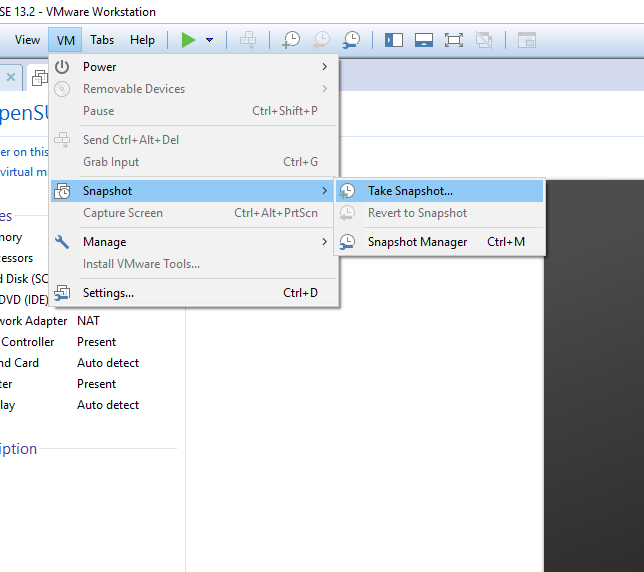 SE 13.2 - VMware Workstation
View VM Tabs Help
Power
Removable Devices
Pause Ctrl+Shift+P
Send Ctrl+Alt+Del
Grab Input Ctrl+G
Snapshot
Capture Screen Ctrl+Alt+PrtScn
Manage
Install VMware Tools...
Settings... Ctrl+D
Take Snapshot...
Revert to Snapshot
Snapshot Manager Ctrl+M
penSU
er on this
virtual ma
es
mory
cessors
d Disk (SC
DVD (IDE)
work Adapter NAT
Controller Present
nd Card Auto detect
ter Present
lay Auto detect
iption